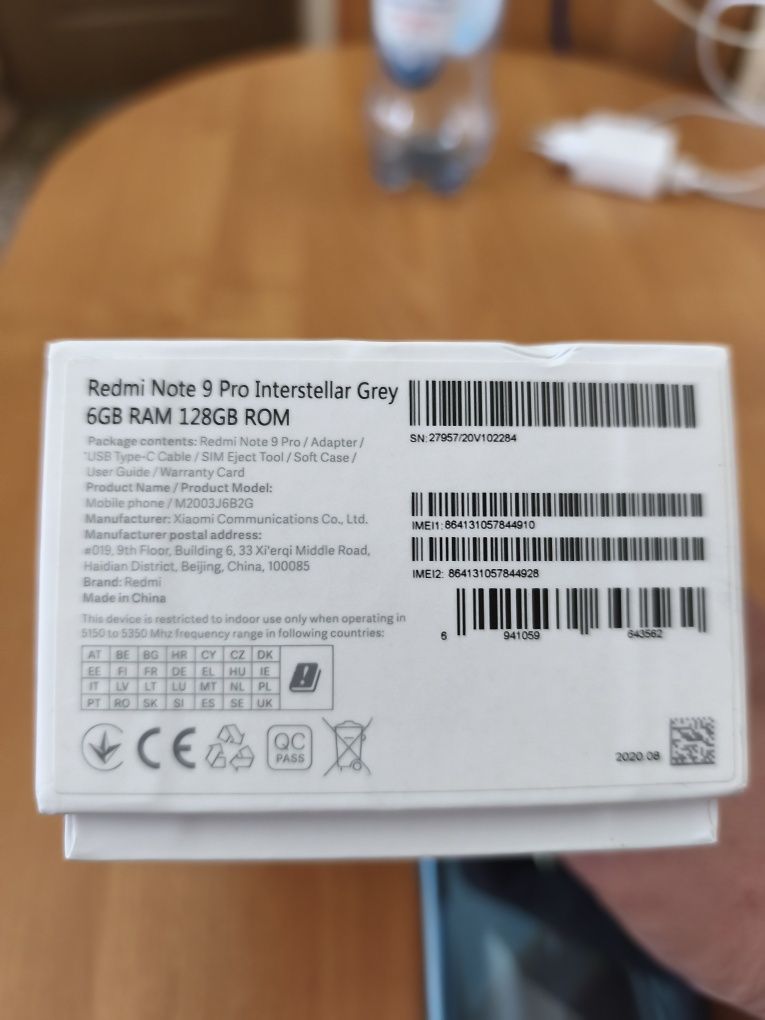 Redmi Note 9 Pro Interstellar Grey
6GB RAM 128GB ROM
Package contents: Redmi Note 9 Pro / Adapter /
USB Type-C Cable / SIM Eject Tool / Soft Case /
User Guide / Warranty Card
Product Name / Product Model:
Mobile phone / M2003J6B2G
Manufacturer: Xiaomi Communications Co., Ltd.
Manufacturer postal address:
#019, 9th Floor, Building 6, 33 Xi'erqi Middle Road,
Haidian District, Beijing, China, 100085
Brand: Redmi
Made in China
This device is restricted to indoor use only when operating in
5150 to 5350 Mhz frequency range in following countries:
AT BE BG HR CY CZ DK
EE FI FR DE EL HU IE
IT LV LT LU MT NL PL
PT RO SK SI ES SE UK
CE
QC
PASS
SN: 27957/20V102284
IMEI1: 864131057844910
IMEI2: 864131057844928
6 941059 643562
2020.08